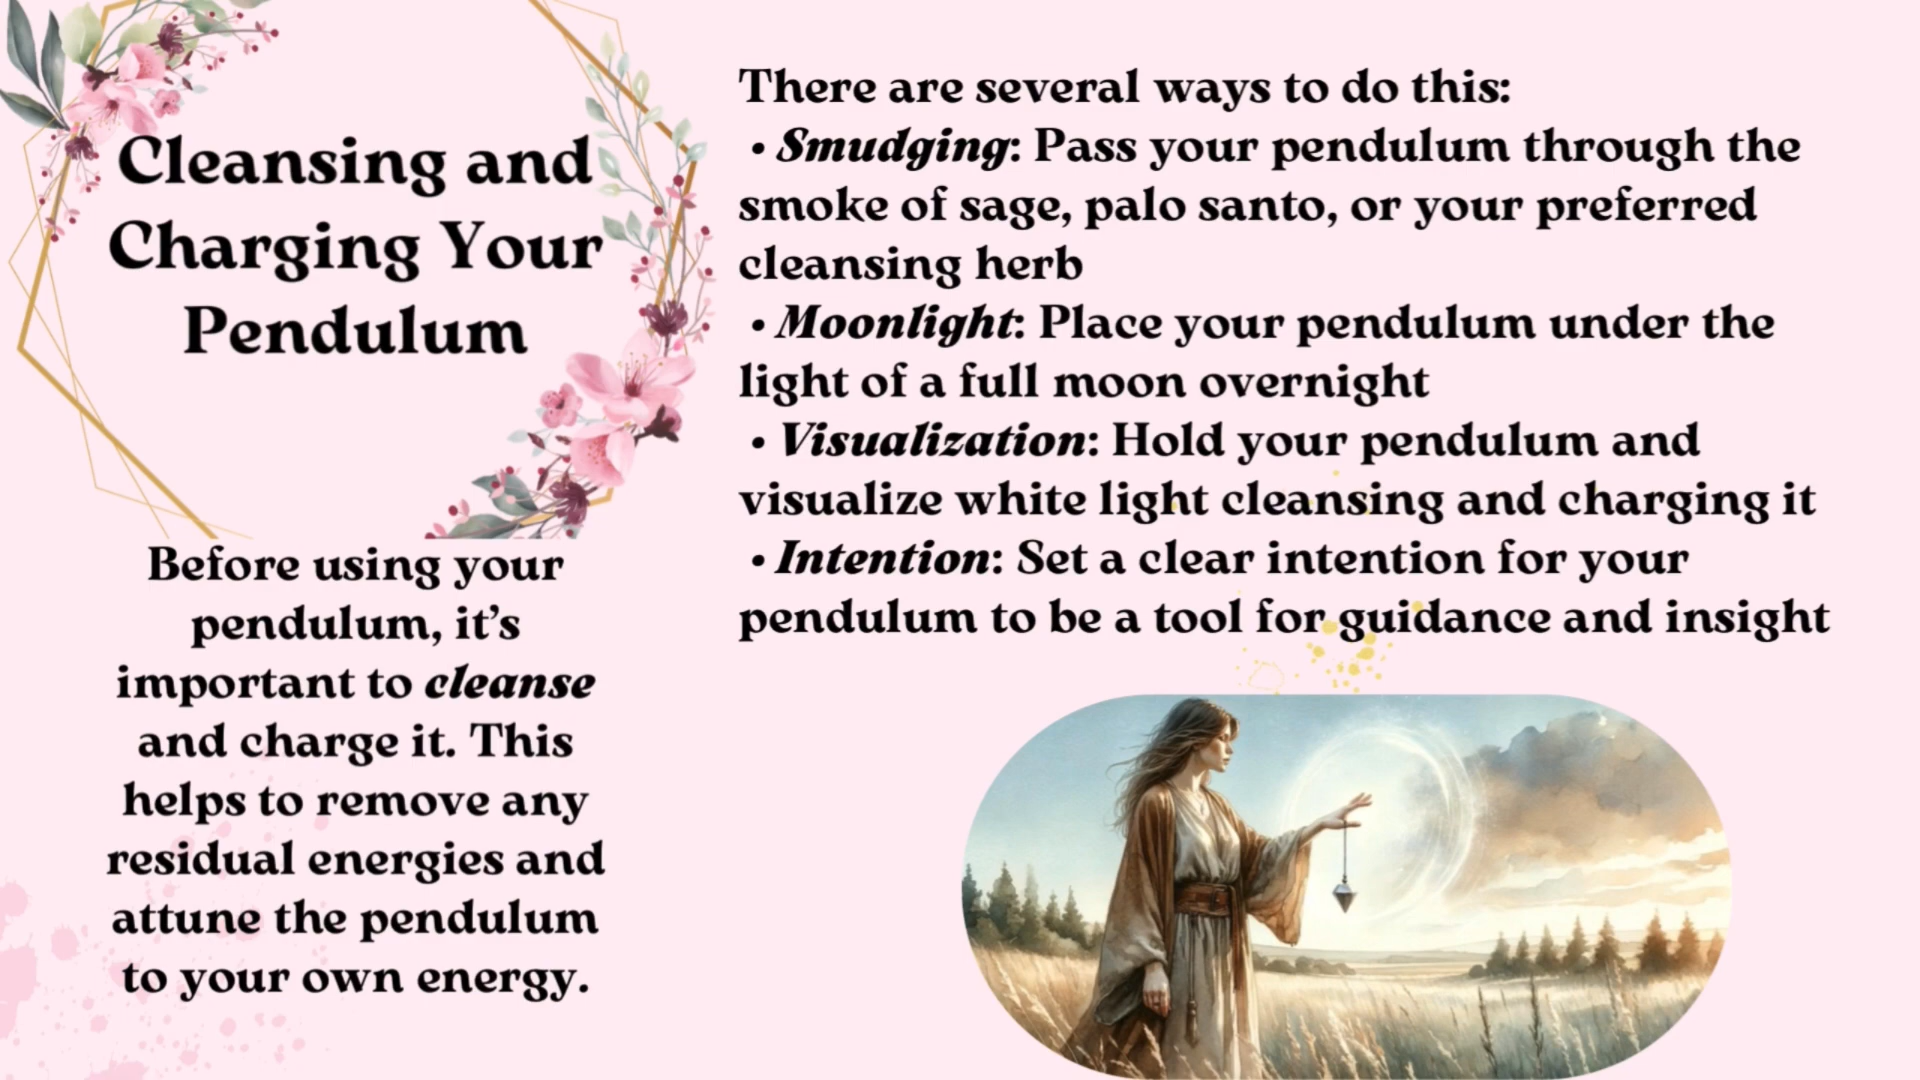 Cleansing and
Charging Your
Pendulum
Before using your
pendulum, it’s
important to cleanse
and charge it. This
helps to remove any
residual energies and
attune the pendulum
to your own energy.
There are several ways to do this:
• Smudging: Pass your pendulum through the
smoke of sage, palo santo, or your preferred
cleansing herb
• Moonlight: Place your pendulum under the
light of a full moon overnight
• Visualization: Hold your pendulum and
visualize white light cleansing and charging it
• Intention: Set a clear intention for your
pendulum to be a tool for guidance and insight